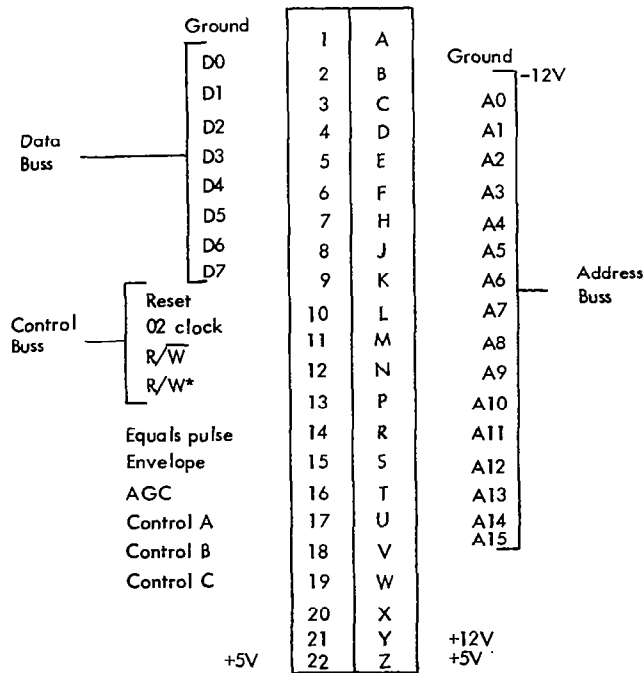 Ground 1 A Ground
D0 2 B -12V
D1 3 C A0
D2 4 D A1
Data Buss D3 5 E A2
D4 6 F A3
D5 7 H A4
D6 8 J A5
D7 9 K A6 Address Buss
Reset 10 L A7
Control Buss 02 clock 11 M A8
R/W̅ 12 N A9
R/W* 13 P A10
Equals pulse 14 R A11
Envelope 15 S A12
AGC 16 T A13
Control A 17 U A14
A15
Control B 18 V
Control C 19 W
20 X
21 Y +12V
+5V 22 Z +5V